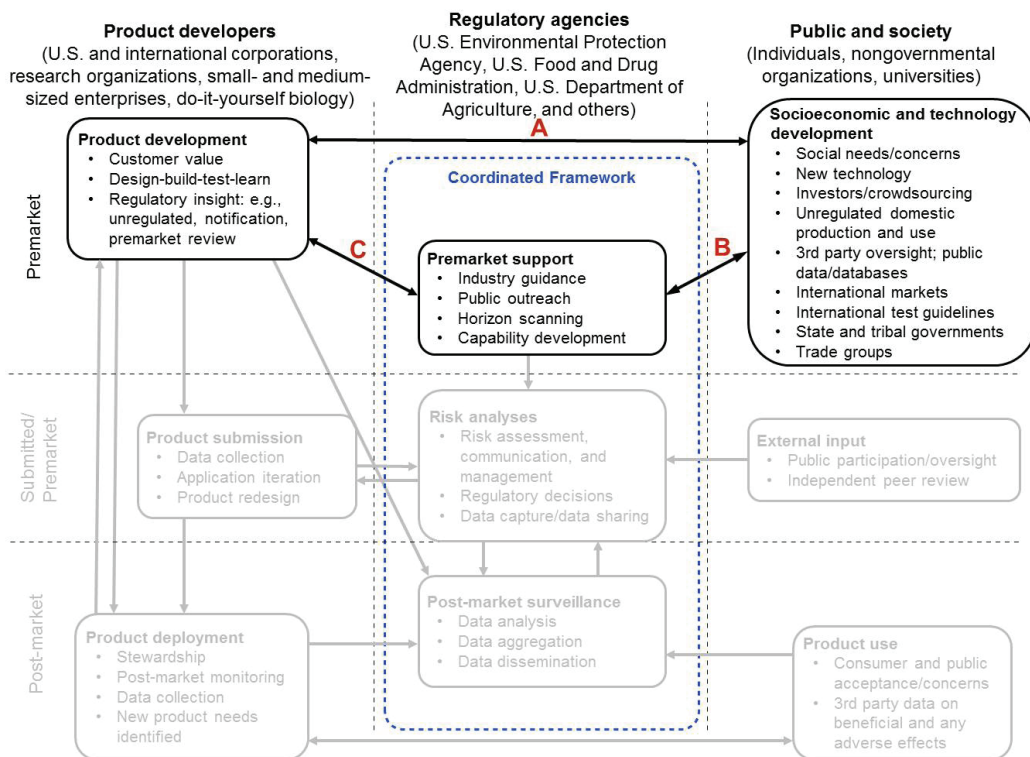 Product developers
(U.S. and international corporations,
research organizations, small- and medium-
sized enterprises, do-it-yourself biology)
Regulatory agencies
(U.S. Environmental Protection
Agency, U.S. Food and Drug
Administration, U.S. Department of
Agriculture, and others)
Public and society
(Individuals, nongovernmental
organizations, universities)
Premarket
Product development
• Customer value
• Design-build-test-learn
• Regulatory insight: e.g.,
unregulated, notification,
premarket review
A
Coordinated Framework
C
B
Premarket support
• Industry guidance
• Public outreach
• Horizon scanning
• Capability development
Socioeconomic and technology
development
• Social needs/concerns
• New technology
• Investors/crowdsourcing
• Unregulated domestic
production and use
• 3rd party oversight; public
data/databases
• International markets
• International test guidelines
• State and tribal governments
• Trade groups
Submitted/
Premarket
Product submission
• Data collection
• Application iteration
• Product redesign
Risk analyses
• Risk assessment,
communication, and
management
• Regulatory decisions
• Data capture/data sharing
External input
• Public participation/oversight
• Independent peer review
Post-market
Product deployment
• Stewardship
• Post-market monitoring
• Data collection
• New product needs
identified
Post-market surveillance
• Data analysis
• Data aggregation
• Data dissemination
Product use
• Consumer and public
acceptance/concerns
• 3rd party data on
beneficial and any
adverse effects